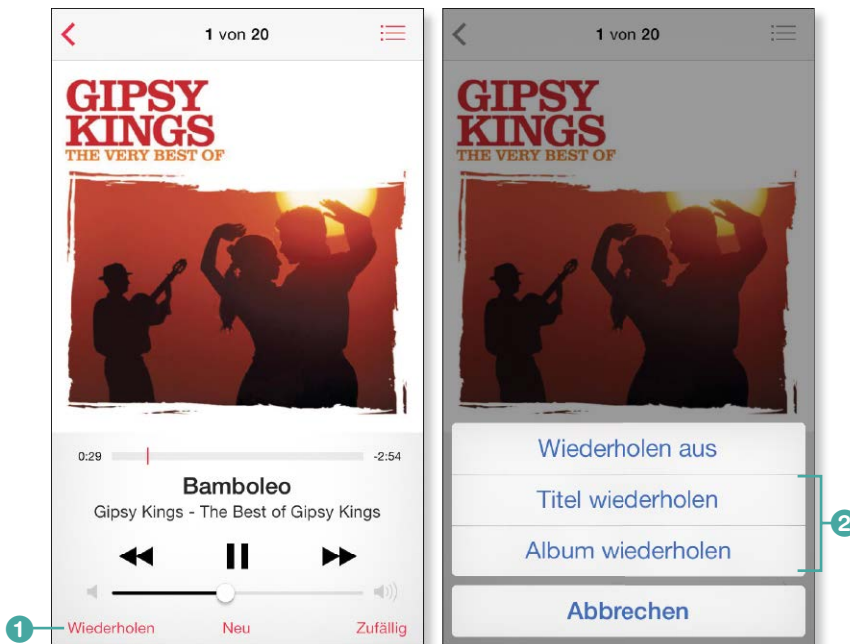 1 von 20
GIPSY
KINGS
THE VERY BEST OF
0:29
-2:54
Bamboleo
Gipsy Kings - The Best of Gipsy Kings
1
Wiederholen
Neu
Zufällig
1 von 20
GIPSY
KINGS
THE VERY BEST OF
Wiederholen aus
Titel wiederholen
Album wiederholen
2
Abbrechen